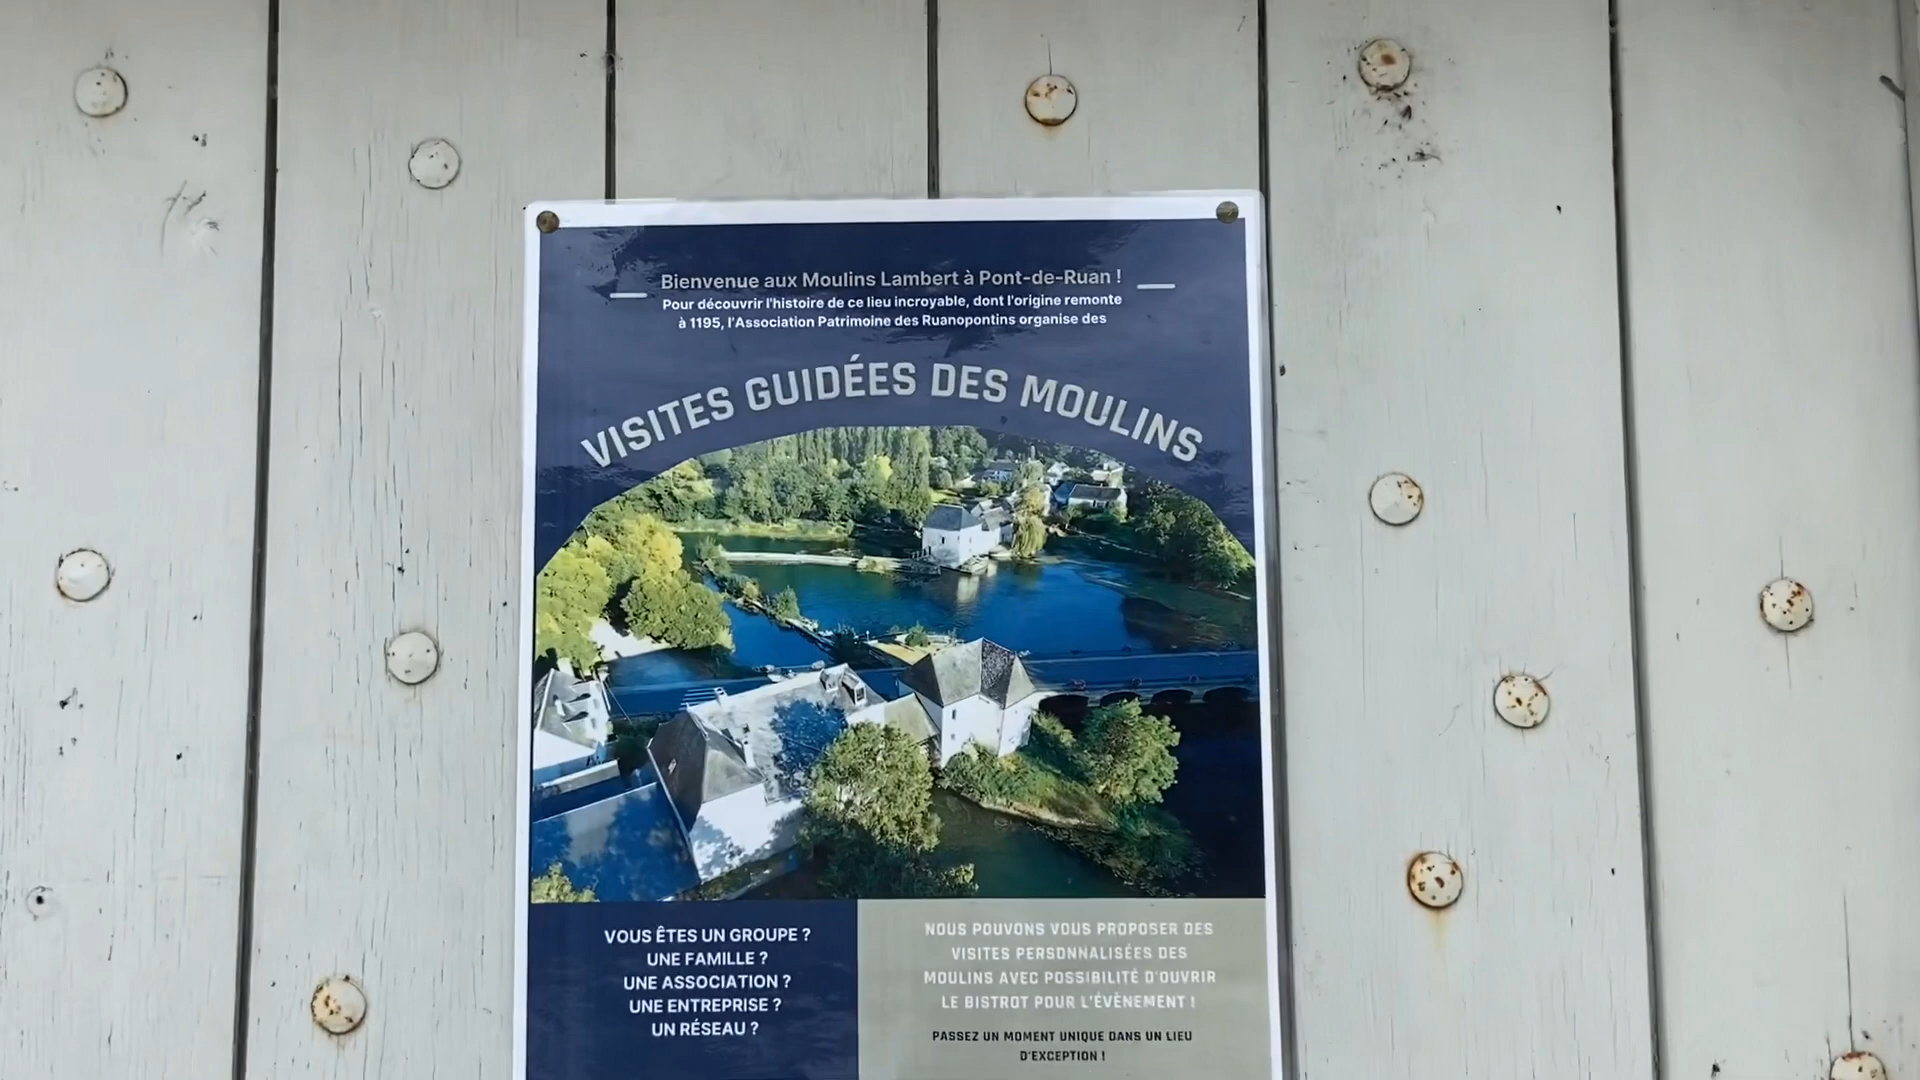 Bienvenue aux Moulins Lambert à Pont-de-Ruan !
Pour découvrir l'histoire de ce lieu incroyable, dont l'origine remonte
à 1195, l'Association Patrimoine des Ruanopontins organise des
VISITES GUIDÉES DES MOULINS
VOUS ÊTES UN GROUPE ?
UNE FAMILLE ?
UNE ASSOCIATION ?
UNE ENTREPRISE ?
UN RÉSEAU ?
NOUS POUVONS VOUS PROPOSER DES
VISITES PERSONNALISÉES DES
MOULINS AVEC POSSIBILITÉ D'OUVRIR
LE BISTROT POUR L'ÉVÈNEMENT !
PASSEZ UN MOMENT UNIQUE DANS UN LIEU
D'EXCEPTION !